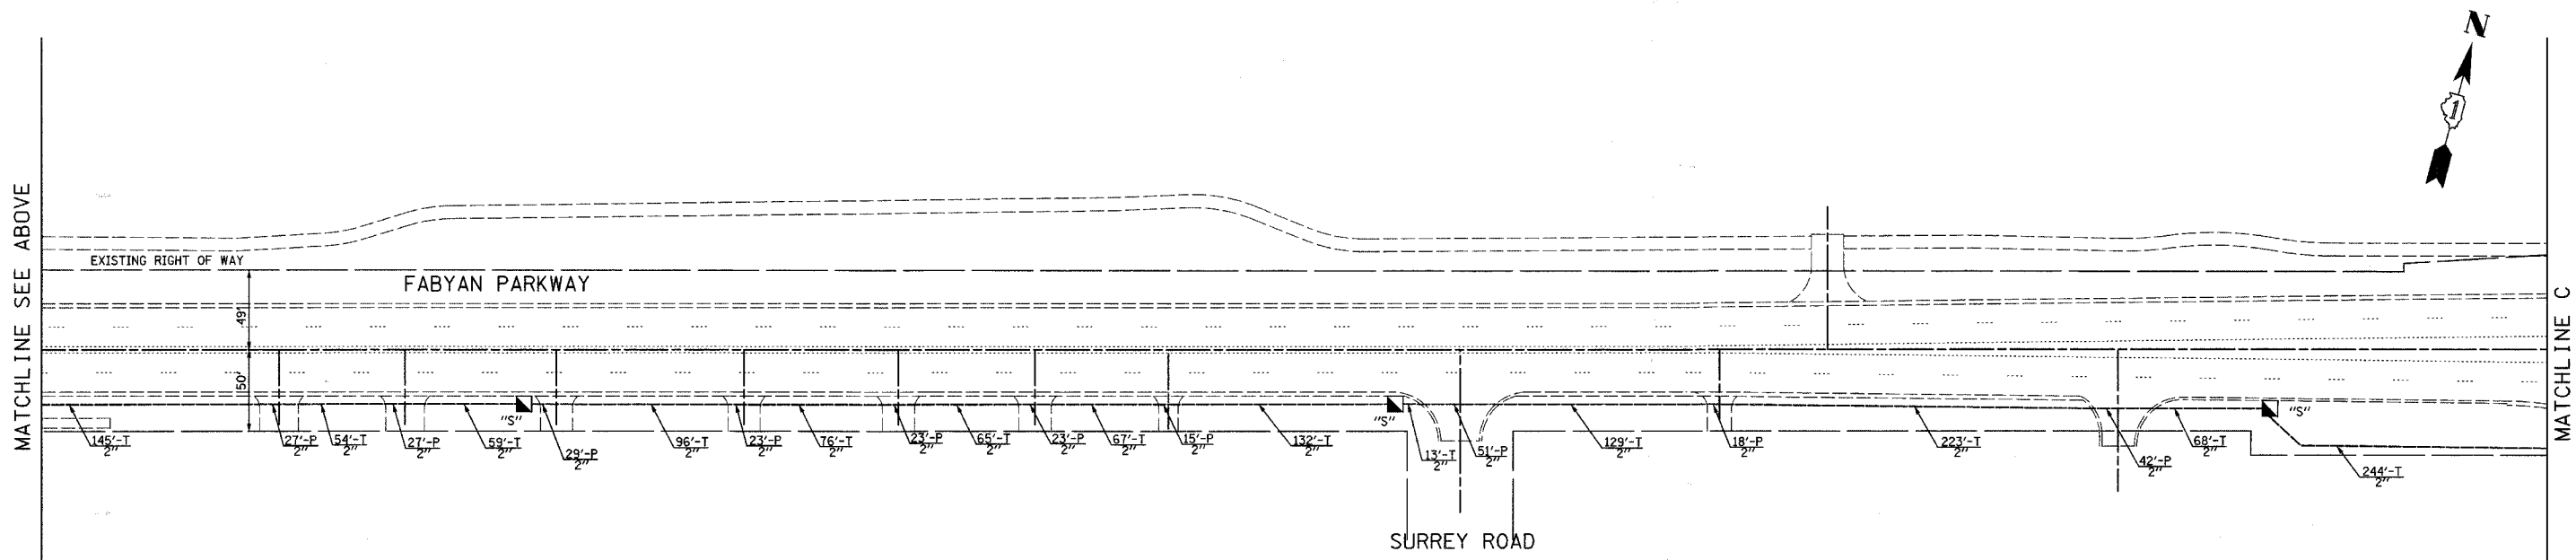 N
1
MATCHLINE SEE ABOVE
EXISTING RIGHT OF WAY
FABYAN PARKWAY
49'
50'
MATCHLINE C
"S"
"S"
"S"
145'-T
2"
27'-P
2"
54'-T
2"
27'-P
2"
59'-T
2"
29'-P
2"
96'-T
2"
23'-P
2"
76'-T
2"
23'-P
2"
65'-T
2"
23'-P
2"
67'-T
2"
15'-P
2"
132'-T
2"
13'-T
2"
51'-P
2"
129'-T
2"
18'-P
2"
223'-T
2"
42'-P
2"
68'-T
2"
244'-T
2"
SURREY ROAD